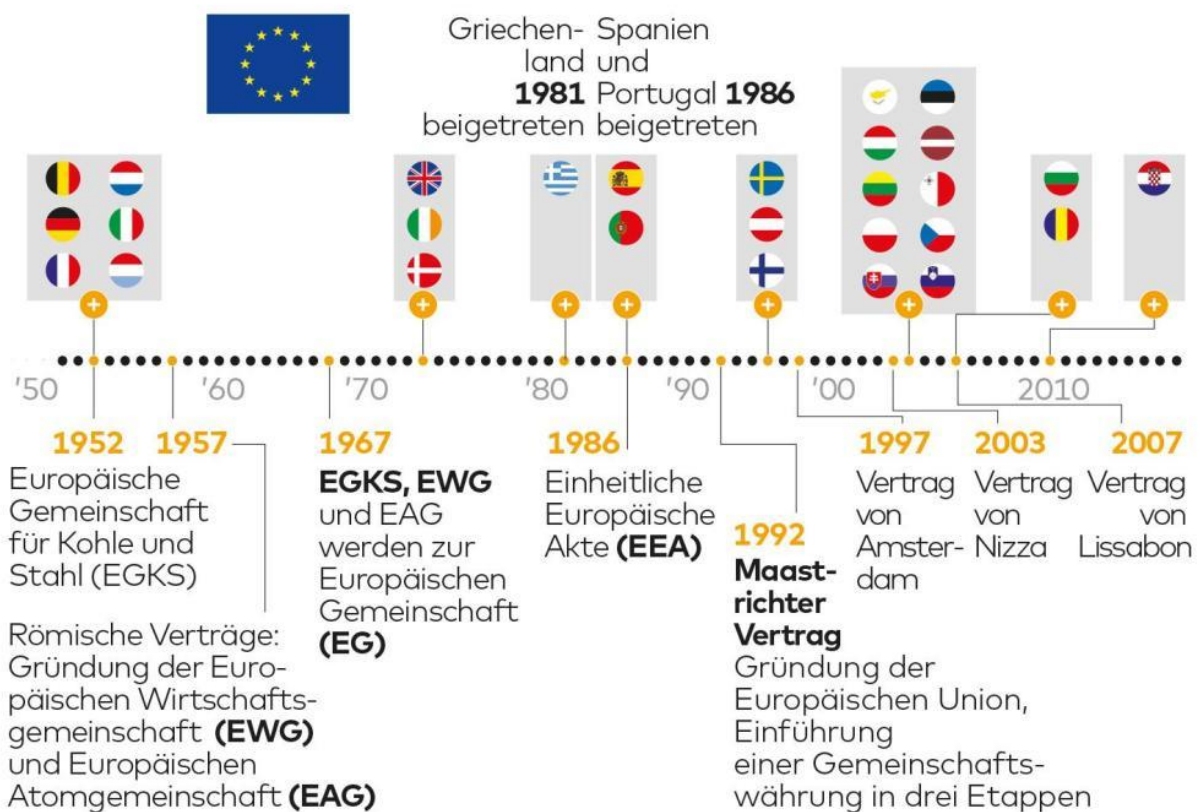 Griechen-
land
1981
beigetreten
Spanien
und
Portugal 1986
beigetreten
'50
'60
'70
'80
'90
'00
2010
1952
Europäische
Gemeinschaft
für Kohle und
Stahl (EGKS)
1957
Römische Verträge:
Gründung der Euro-
päischen Wirtschafts-
gemeinschaft (EWG)
und Europäischen
Atomgemeinschaft (EAG)
1967
EGKS, EWG
und EAG
werden zur
Europäischen
Gemeinschaft
(EG)
1986
Einheitliche
Europäische
Akte (EEA)
1992
Maast-
richter
Vertrag
Gründung der
Europäischen Union,
Einführung
einer Gemeinschafts-
währung in drei Etappen
1997
Vertrag
von
Amster-
dam
2003
Vertrag
von
Nizza
2007
Vertrag
von
Lissabon